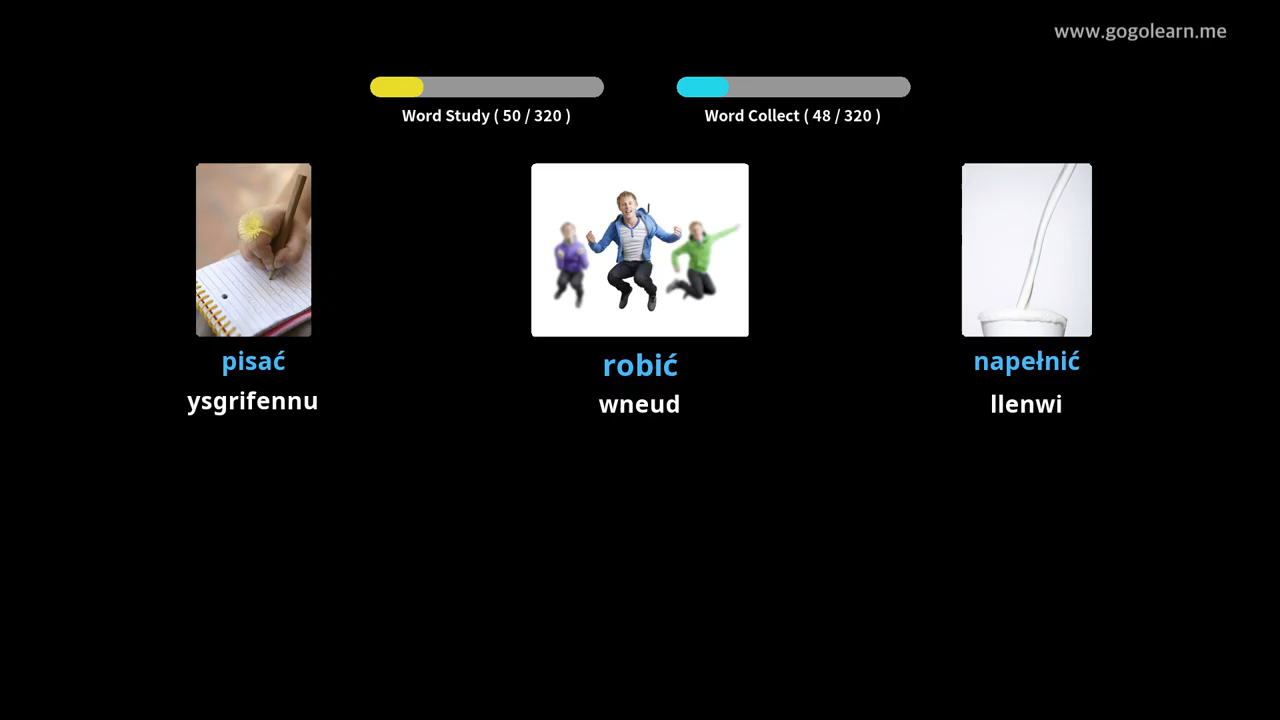 www.gogolearn.me
Word Study ( 50 / 320 )
Word Collect ( 48 / 320 )
pisać
ysgrifennu
robić
wneud
napełnić
llenwi